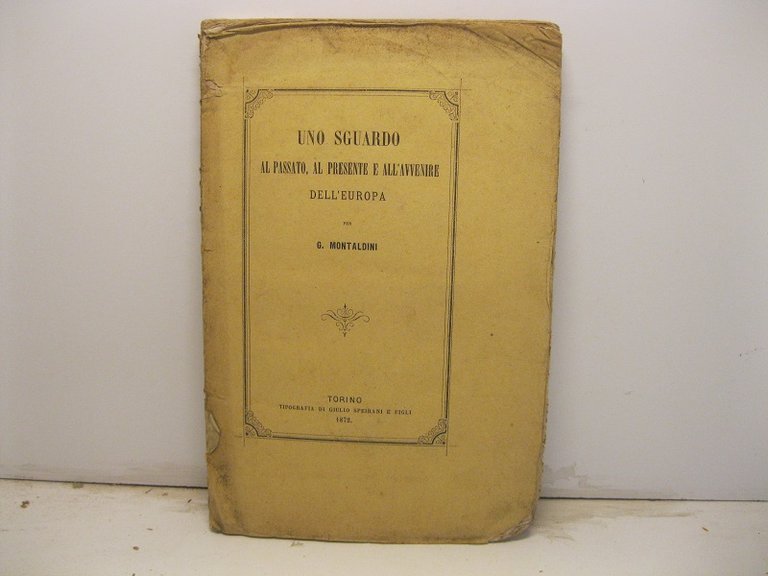 UNO SGUARDO
AL PASSATO, AL PRESENTE E ALL'AVVENIRE
DELL'EUROPA
PER
G. MONTALDINI
TORINO
TIPOGRAFIA DI GIULIO SPEIRANI E FIGLI
1872.